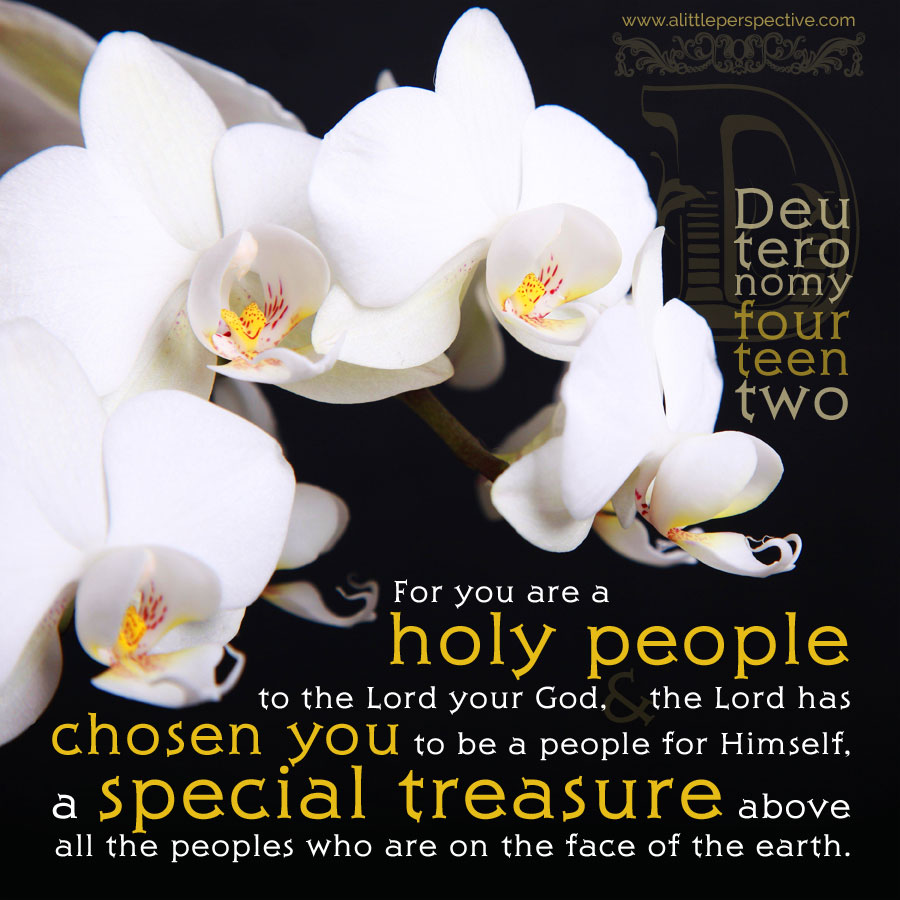 www.alittleperspective.com
D
Deu
tero
nomy
four
teen
two
For you are a
holy people
to the Lord your God, & the Lord has
chosen you to be a people for Himself,
a special treasure above
all the peoples who are on the face of the earth.